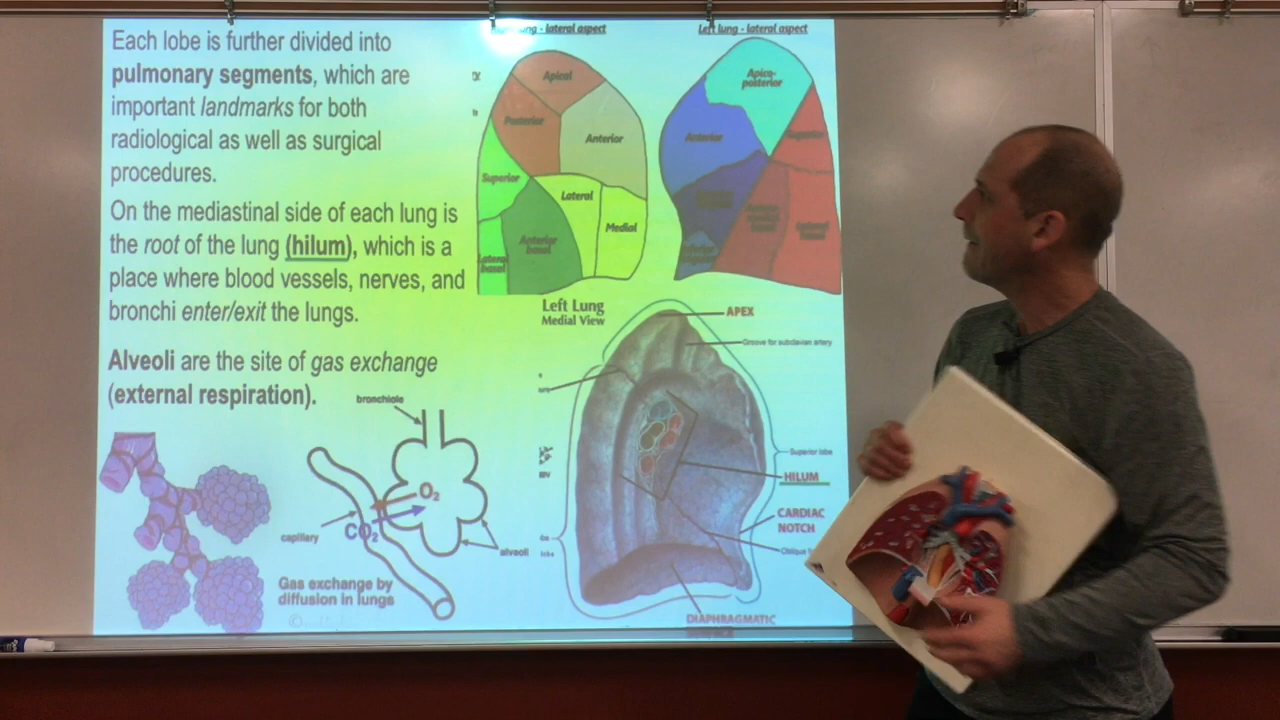 Each lobe is further divided into
pulmonary segments, which are
important landmarks for both
radiological as well as surgical
procedures.
On the mediastinal side of each lung is
the root of the lung (hilum), which is a
place where blood vessels, nerves, and
bronchi enter/exit the lungs.
Alveoli are the site of gas exchange
(external respiration).
lung - lateral aspect
Apical
Posterior
Anterior
Superior
Lateral
Medial
Anterior
basal
Lateral
basal
Left lung - lateral aspect
Apico-
posterior
Anterior
Superior
Left Lung
Medial View
APEX
Groove for subclavian artery
Superior lobe
HILUM
CARDIAC
NOTCH
Oblique
DIAPHRAGMATIC
bronchiole
O2
CO2
capillary
alveoli
Gas exchange by
diffusion in lungs